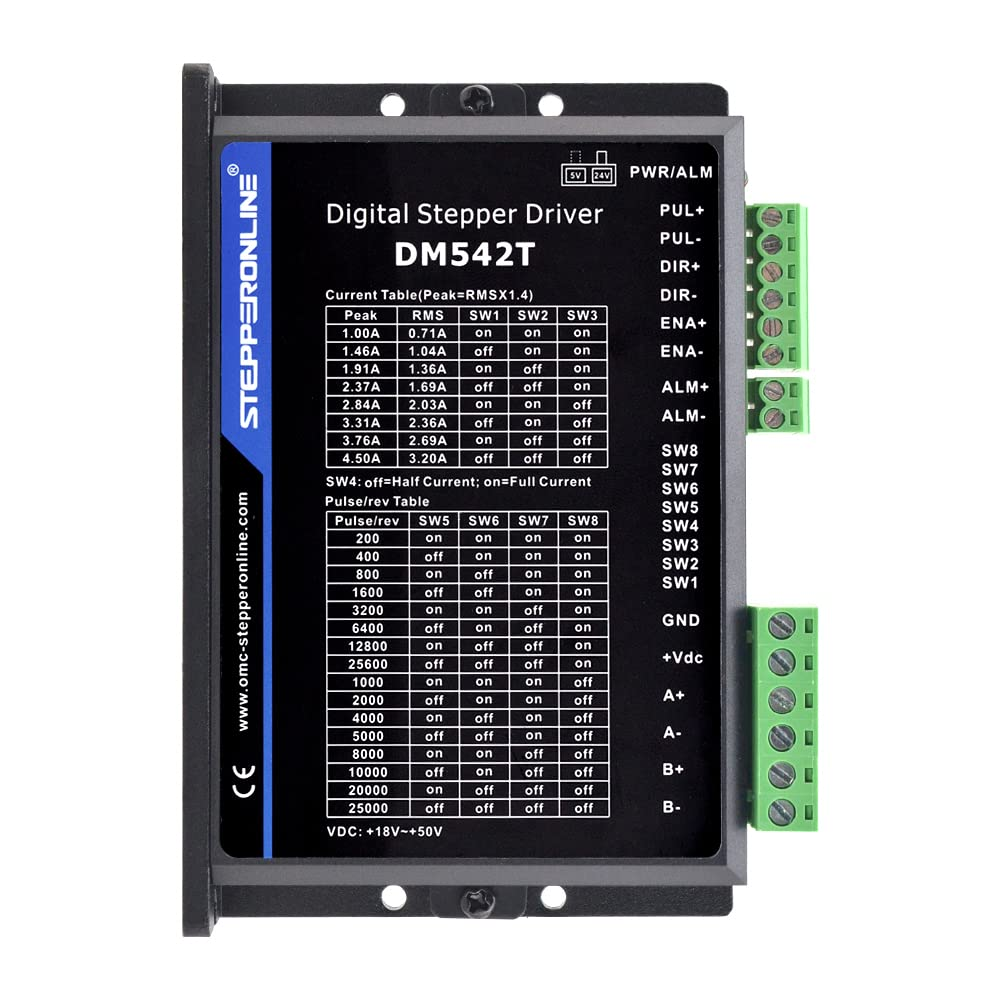 5V 24V PWR/ALM
Digital Stepper Driver
DM542T
Current Table(Peak=RMSX1.4)
Peak RMS SW1 SW2 SW3
1.00A 0.71A on on on
1.46A 1.04A off on on
1.91A 1.36A on off on
2.37A 1.69A off off on
2.84A 2.03A on on off
3.31A 2.36A off on off
3.76A 2.69A on off off
4.50A 3.20A off off off
SW4: off=Half Current; on=Full Current
Pulse/rev Table
Pulse/rev SW5 SW6 SW7 SW8
200 on on on on
400 off on on on
800 on off on on
1600 off off on on
3200 on on off on
6400 off on off on
12800 on off off on
25600 off off off on
1000 on on on off
2000 off on on off
4000 on off on off
5000 off off on off
8000 on on off off
10000 off on off off
20000 on off off off
25000 off off off off
VDC: +18V~+50V
PUL+
PUL-
DIR+
DIR-
ENA+
ENA-
ALM+
ALM-
SW8
SW7
SW6
SW5
SW4
SW3
SW2
SW1
GND
+Vdc
A+
A-
B+
B-
STEPPERONLINE®
www.omc-stepperonline.com
CE